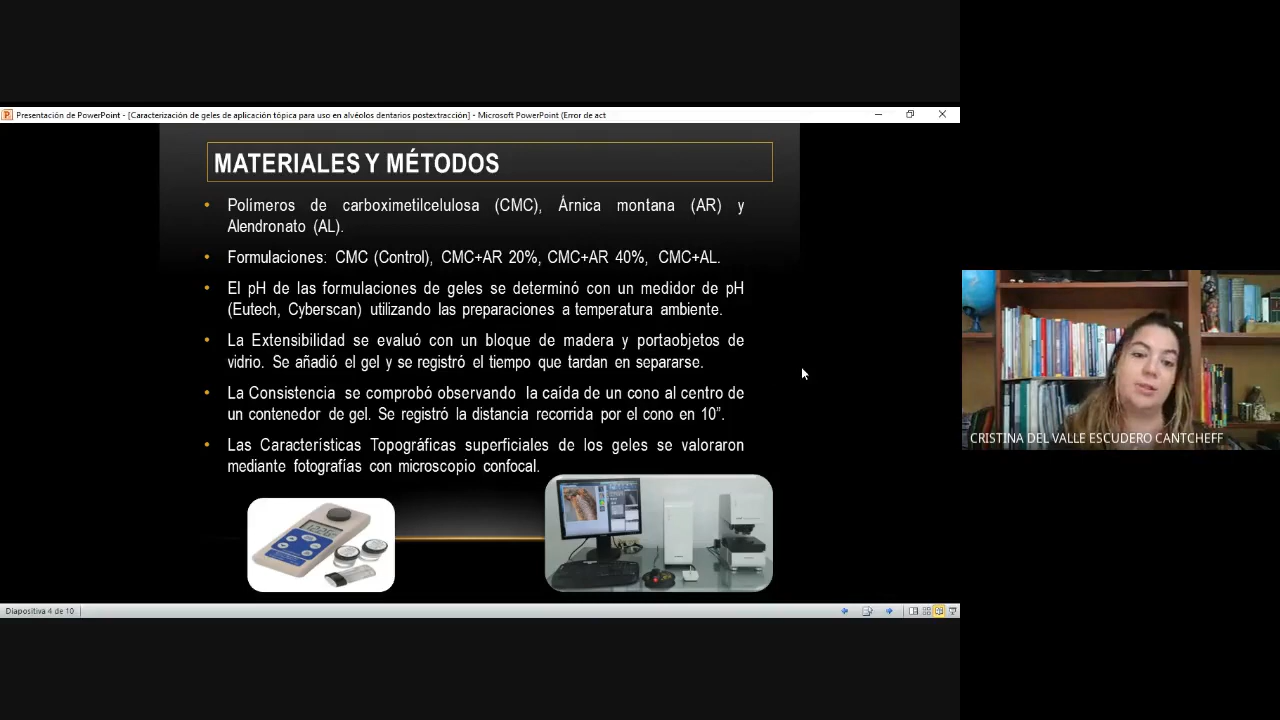 Presentación de PowerPoint - [Caracterización de geles de aplicación tópica para uso en alvéolos dentarios postextracción] - Microsoft PowerPoint (Error de act
MATERIALES Y MÉTODOS
• Polímeros de carboximetilcelulosa (CMC), Árnica montana (AR) y
Alendronato (AL).
• Formulaciones: CMC (Control), CMC+AR 20%, CMC+AR 40%, CMC+AL.
• El pH de las formulaciones de geles se determinó con un medidor de pH
(Eutech, Cyberscan) utilizando las preparaciones a temperatura ambiente.
• La Extensibilidad se evaluó con un bloque de madera y portaobjetos de
vidrio. Se añadió el gel y se registró el tiempo que tardan en separarse.
• La Consistencia se comprobó observando la caída de un cono al centro de
un contenedor de gel. Se registró la distancia recorrida por el cono en 10”.
• Las Características Topográficas superficiales de los geles se valoraron
mediante fotografías con microscopio confocal.
CRISTINA DEL VALLE ESCUDERO CANTCHEFF
Diapositiva 4 de 10